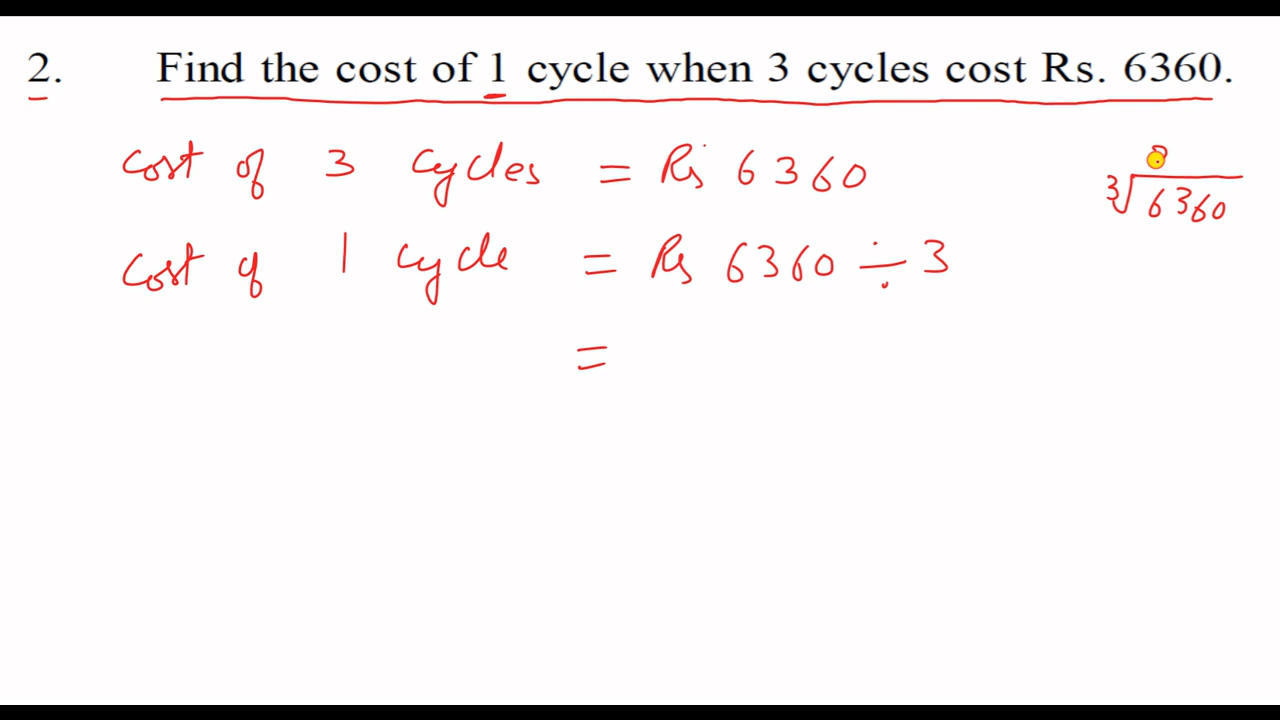 2. Find the cost of 1 cycle when 3 cycles cost Rs. 6360.
cost of 3 cycles = Rs 6360
3√6360
cost of 1 cycle = Rs 6360 ÷ 3
=